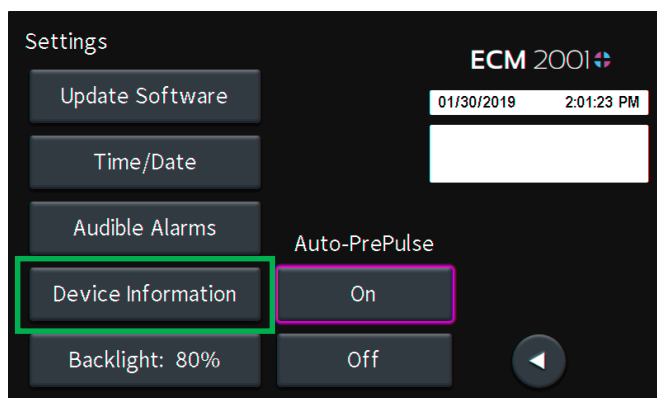 Settings
ECM 2001
Update Software
01/30/2019 2:01:23 PM
Time/Date
Audible Alarms
Auto-PrePulse
Device Information
On
Backlight: 80%
Off